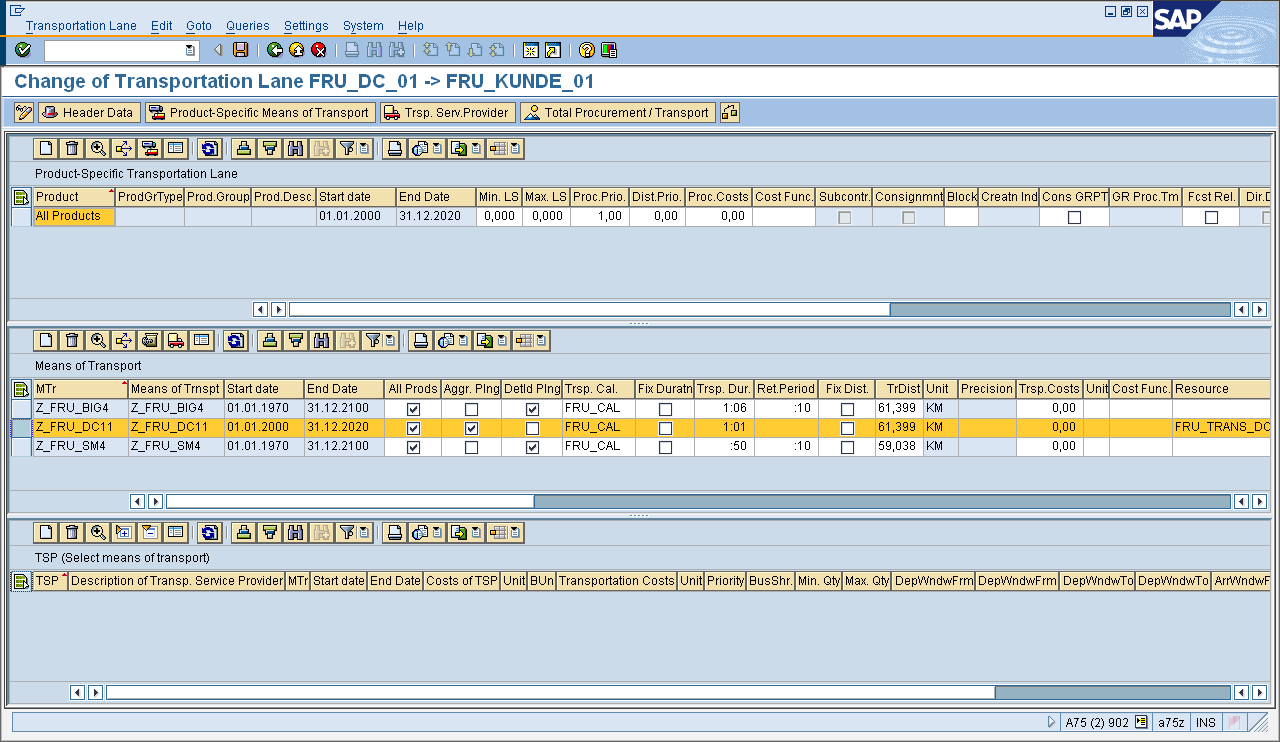 Transportation Lane Edit Goto Queries Settings System Help
SAP
Change of Transportation Lane FRU_DC_01 -> FRU_KUNDE_01
Header Data Product-Specific Means of Transport Trsp. Serv.Provider Total Procurement / Transport
Product-Specific Transportation Lane
Product ProdGrType Prod.Group Prod.Desc. Start date End Date Min. LS Max. LS Proc.Prio. Dist.Prio. Proc.Costs Cost Func. Subcontr. Consignmnt Block Creatn Ind Cons GRPT GR Proc.Tm Fcst Rel. Dir.D
All Products 01.01.2000 31.12.2020 0,000 0,000 1,00 0,00 0,00
Means of Transport
MTr Means of Trnspt Start date End Date All Prods Aggr. Plng Detld Plng Trsp. Cal. Fix Duratn Trsp. Dur. Ret.Period Fix Dist. TrDist Unit Precision Trsp.Costs Unit Cost Func. Resource
Z_FRU_BIG4 Z_FRU_BIG4 01.01.1970 31.12.2100 FRU_CAL 1:06 :10 61,399 KM 0,00
Z_FRU_DC11 Z_FRU_DC11 01.01.2000 31.12.2020 FRU_CAL 1:01 61,399 KM 0,00 FRU_TRANS_DC
Z_FRU_SM4 Z_FRU_SM4 01.01.1970 31.12.2100 FRU_CAL :50 :10 59,038 KM 0,00
TSP (Select means of transport)
TSP Description of Transp. Service Provider MTr Start date End Date Costs of TSP Unit BUn Transportation Costs Unit Priority BusShr. Min. Qty Max. Qty DepWndwFrm DepWndwFrm DepWndwTo DepWndwTo ArrWndwF
A75 (2) 902 a75z INS